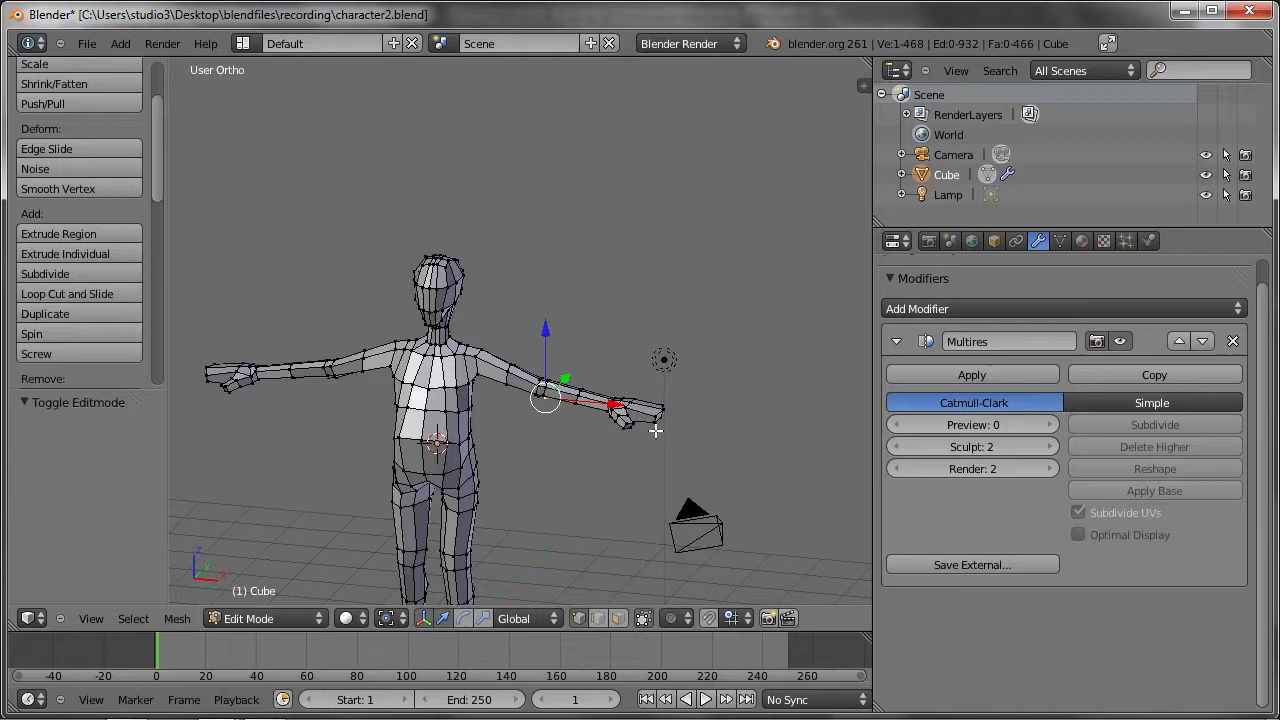 Blender* [C:\Users\studio3\Desktop\blendfiles\recording\character2.blend]
File Add Render Help Default Scene Blender Render blender.org 261 | Ve:1-468 | Ed:0-932 | Fa:0-466 | Cube
Scale
Shrink/Fatten
Push/Pull
Deform:
Edge Slide
Noise
Smooth Vertex
Add:
Extrude Region
Extrude Individual
Subdivide
Loop Cut and Slide
Duplicate
Spin
Screw
Remove:
Toggle Editmode
User Ortho
z
y
x
(1) Cube
View Select Mesh Edit Mode Global
View Search All Scenes
Scene
RenderLayers
World
Camera
Cube
Lamp
Modifiers
Add Modifier
Multires
Apply Copy
Catmull-Clark Simple
Preview: 0 Subdivide
Sculpt: 2 Delete Higher
Render: 2 Reshape
Apply Base
Subdivide UVs
Optimal Display
Save External...
-40 -20 0 20 40 60 80 100 120 140 160 180 200 220 240 260
View Marker Frame Playback Start: 1 End: 250 1 No Sync